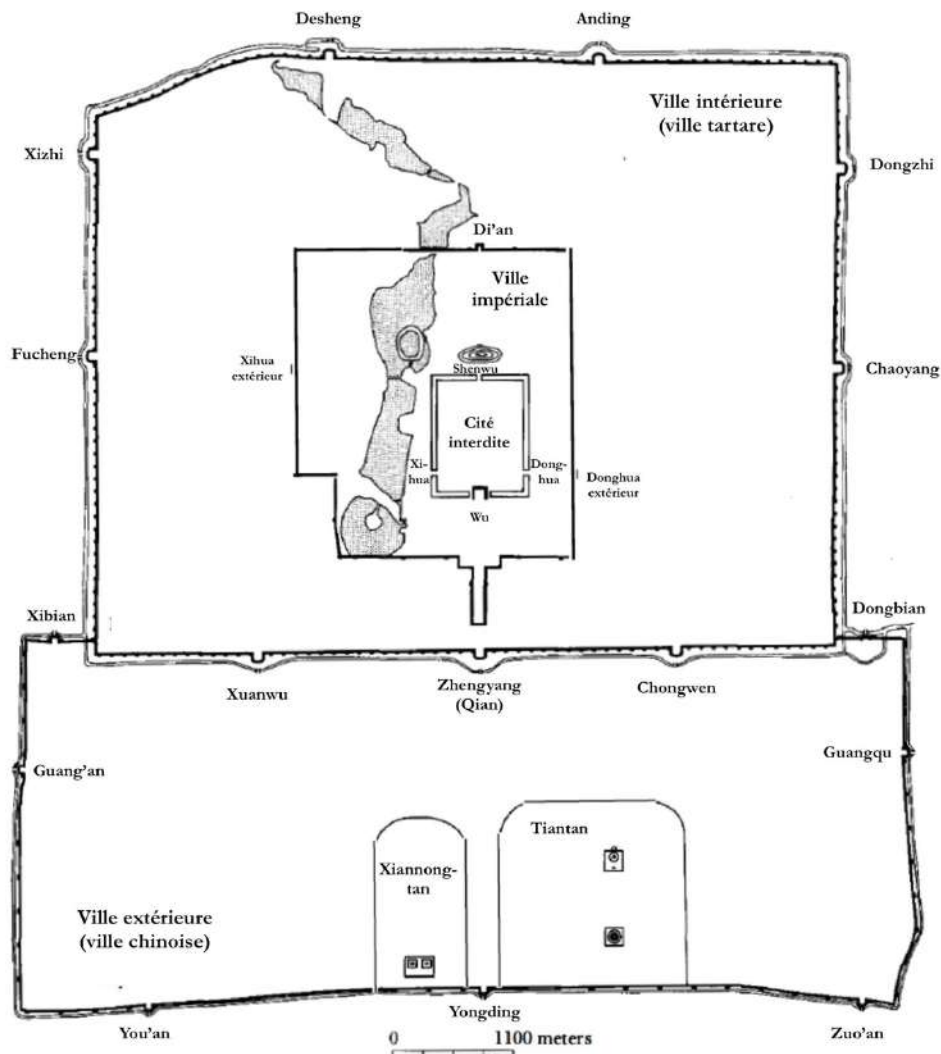 Desheng
Anding
Ville intérieure
(ville tartare)
Xizhi
Dongzhi
Di'an
Ville
impériale
Fucheng
Xihua
extérieur
Shenwu
Chaoyang
Cité
interdite
Xi-
hua
Dong-
hua
Donghua
extérieur
Wu
Xibian
Dongbian
Xuanwu
Zhengyang
(Qian)
Chongwen
Guang'an
Guangqu
Tiantan
Xiannong-
tan
Ville extérieure
(ville chinoise)
You'an
Yongding
Zuo'an
0 1100 meters